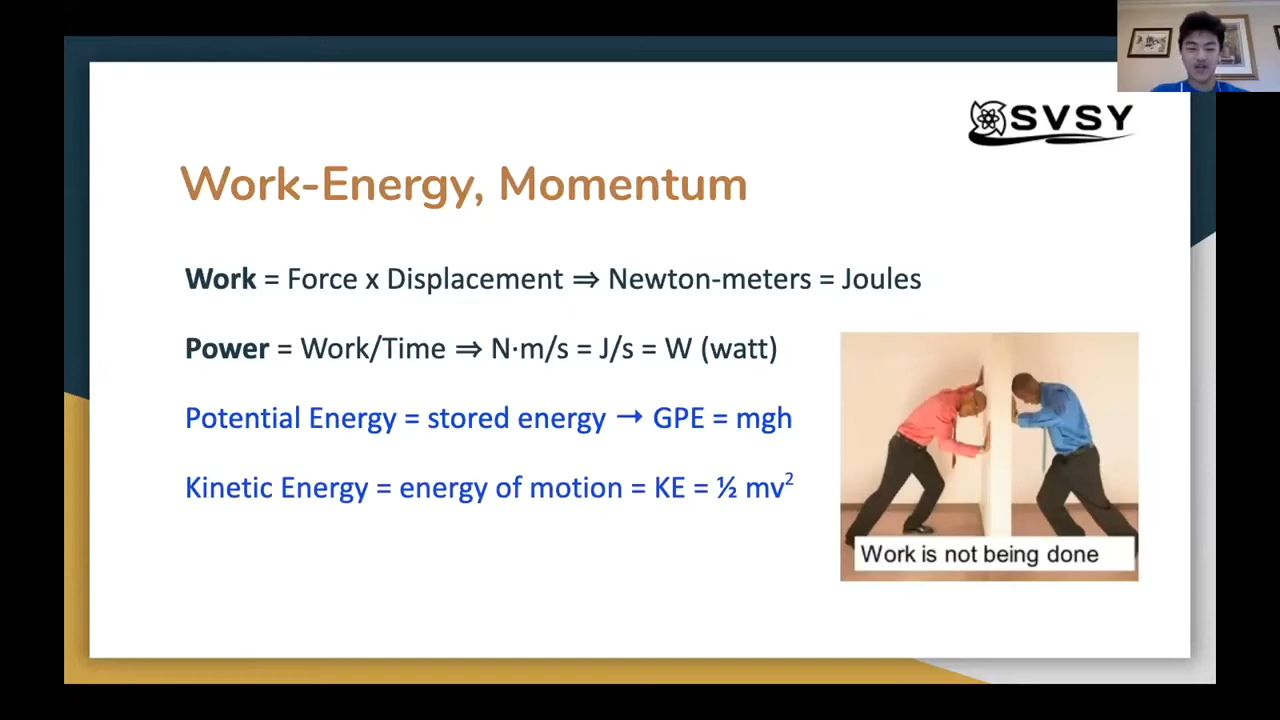 SVSY
Work-Energy, Momentum
Work = Force x Displacement ⇒ Newton-meters = Joules
Power = Work/Time ⇒ N·m/s = J/s = W (watt)
Potential Energy = stored energy → GPE = mgh
Kinetic Energy = energy of motion = KE = ½ mv²
Work is not being done